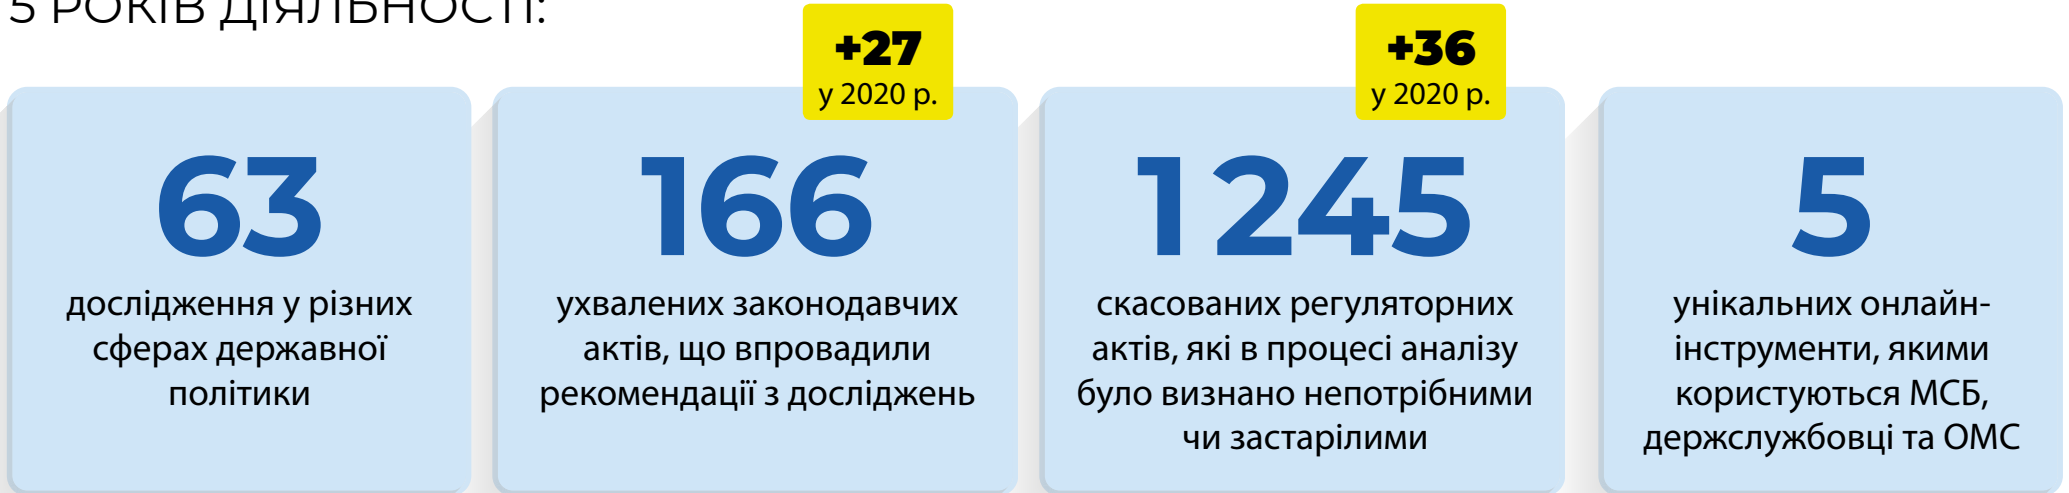 5 РОКІВ ДІЯЛЬНОСТІ:
63
дослідження у різних
сферах державної
політики
+27
у 2020 р.
166
ухвалених законодавчих
актів, що впровадили
рекомендації з досліджень
+36
у 2020 р.
1 245
скасованих регуляторних
актів, які в процесі аналізу
було визнано непотрібними
чи застарілими
5
унікальних онлайн-
інструменти, якими
користуються МСБ,
держслужбовці та ОМС